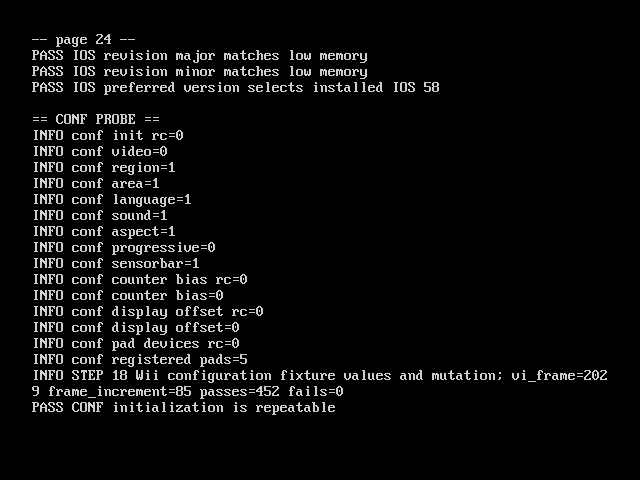 -- page 24 --
PASS IOS revision major matches low memory
PASS IOS revision minor matches low memory
PASS IOS preferred version selects installed IOS 58
== CONF PROBE ==
INFO conf init rc=0
INFO conf video=0
INFO conf region=1
INFO conf area=1
INFO conf language=1
INFO conf sound=1
INFO conf aspect=1
INFO conf progressive=0
INFO conf sensorbar=1
INFO conf counter bias rc=0
INFO conf counter bias=0
INFO conf display offset rc=0
INFO conf display offset=0
INFO conf pad devices rc=0
INFO conf registered pads=5
INFO STEP 18 Wii configuration fixture values and mutation; vi_frame=202
9 frame_increment=85 passes=452 fails=0
PASS CONF initialization is repeatable